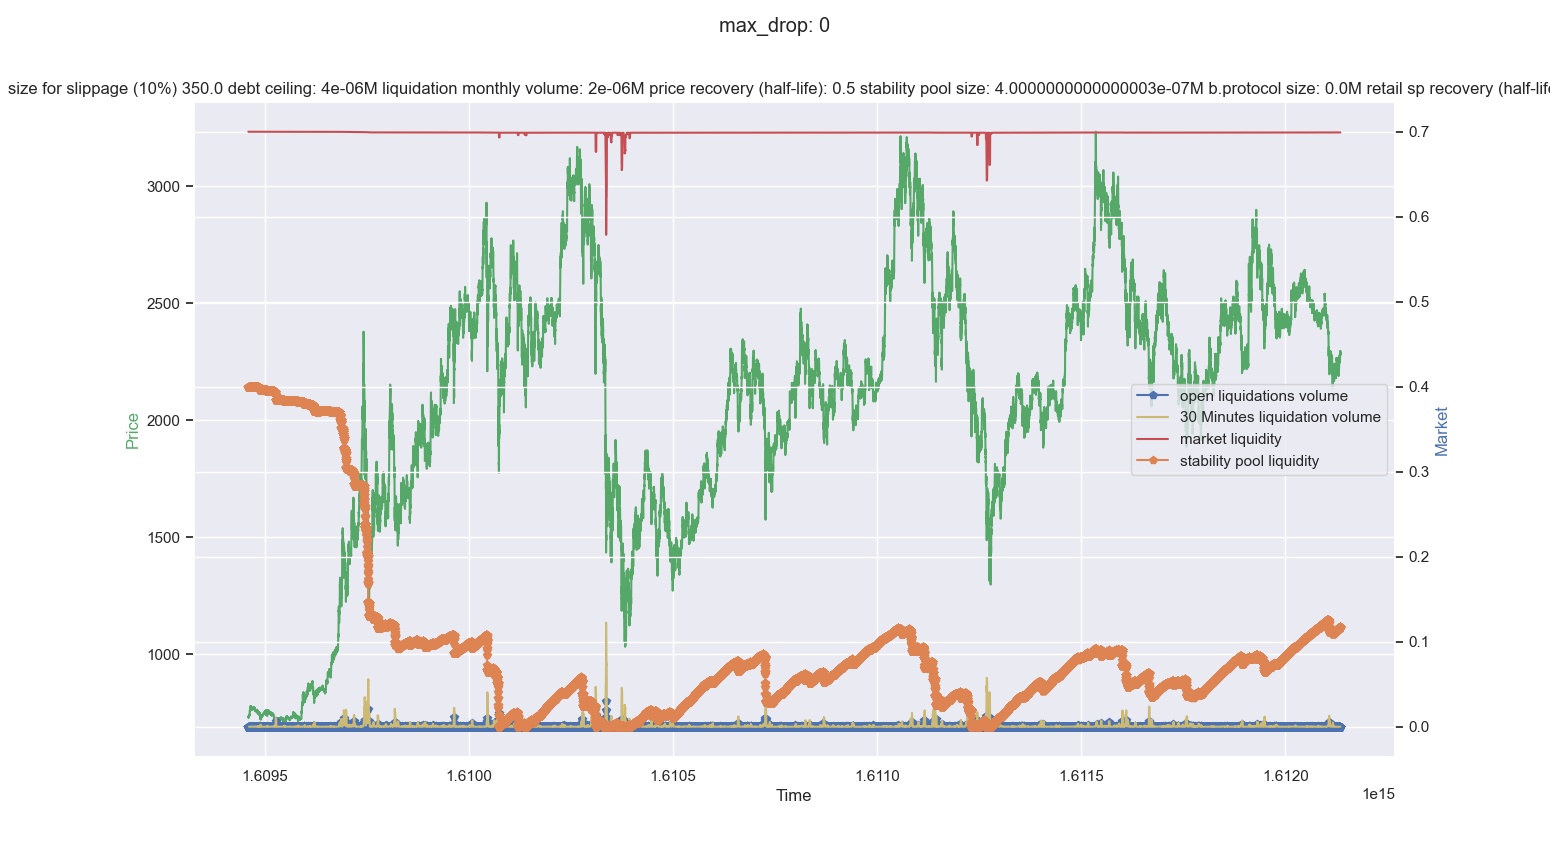 max_drop: 0
size for slippage (10%) 350.0 debt ceiling: 4e-06M liquidation monthly volume: 2e-06M price recovery (half-life): 0.5 stability pool size: 4.0000000000000003e-07M b.protocol size: 0.0M retail sp recovery (half-life
3000
2500
2000
1500
1000
Price
0.7
0.6
0.5
0.4
0.3
0.2
0.1
0.0
Market
open liquidations volume
30 Minutes liquidation volume
market liquidity
stability pool liquidity
1.6095 1.6100 1.6105 1.6110 1.6115 1.6120
Time
1e15